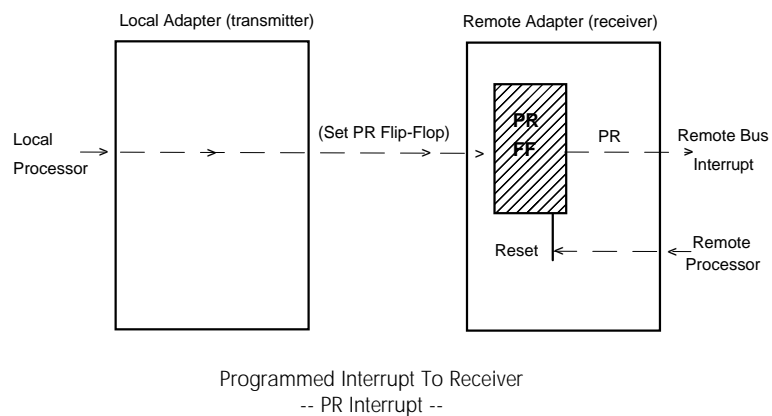 Local Adapter (transmitter)
Remote Adapter (receiver)
Local
Processor
(Set PR Flip-Flop)
PR
FF
PR
Remote Bus
Interrupt
Reset
Remote
Processor
Programmed Interrupt To Receiver
-- PR Interrupt --